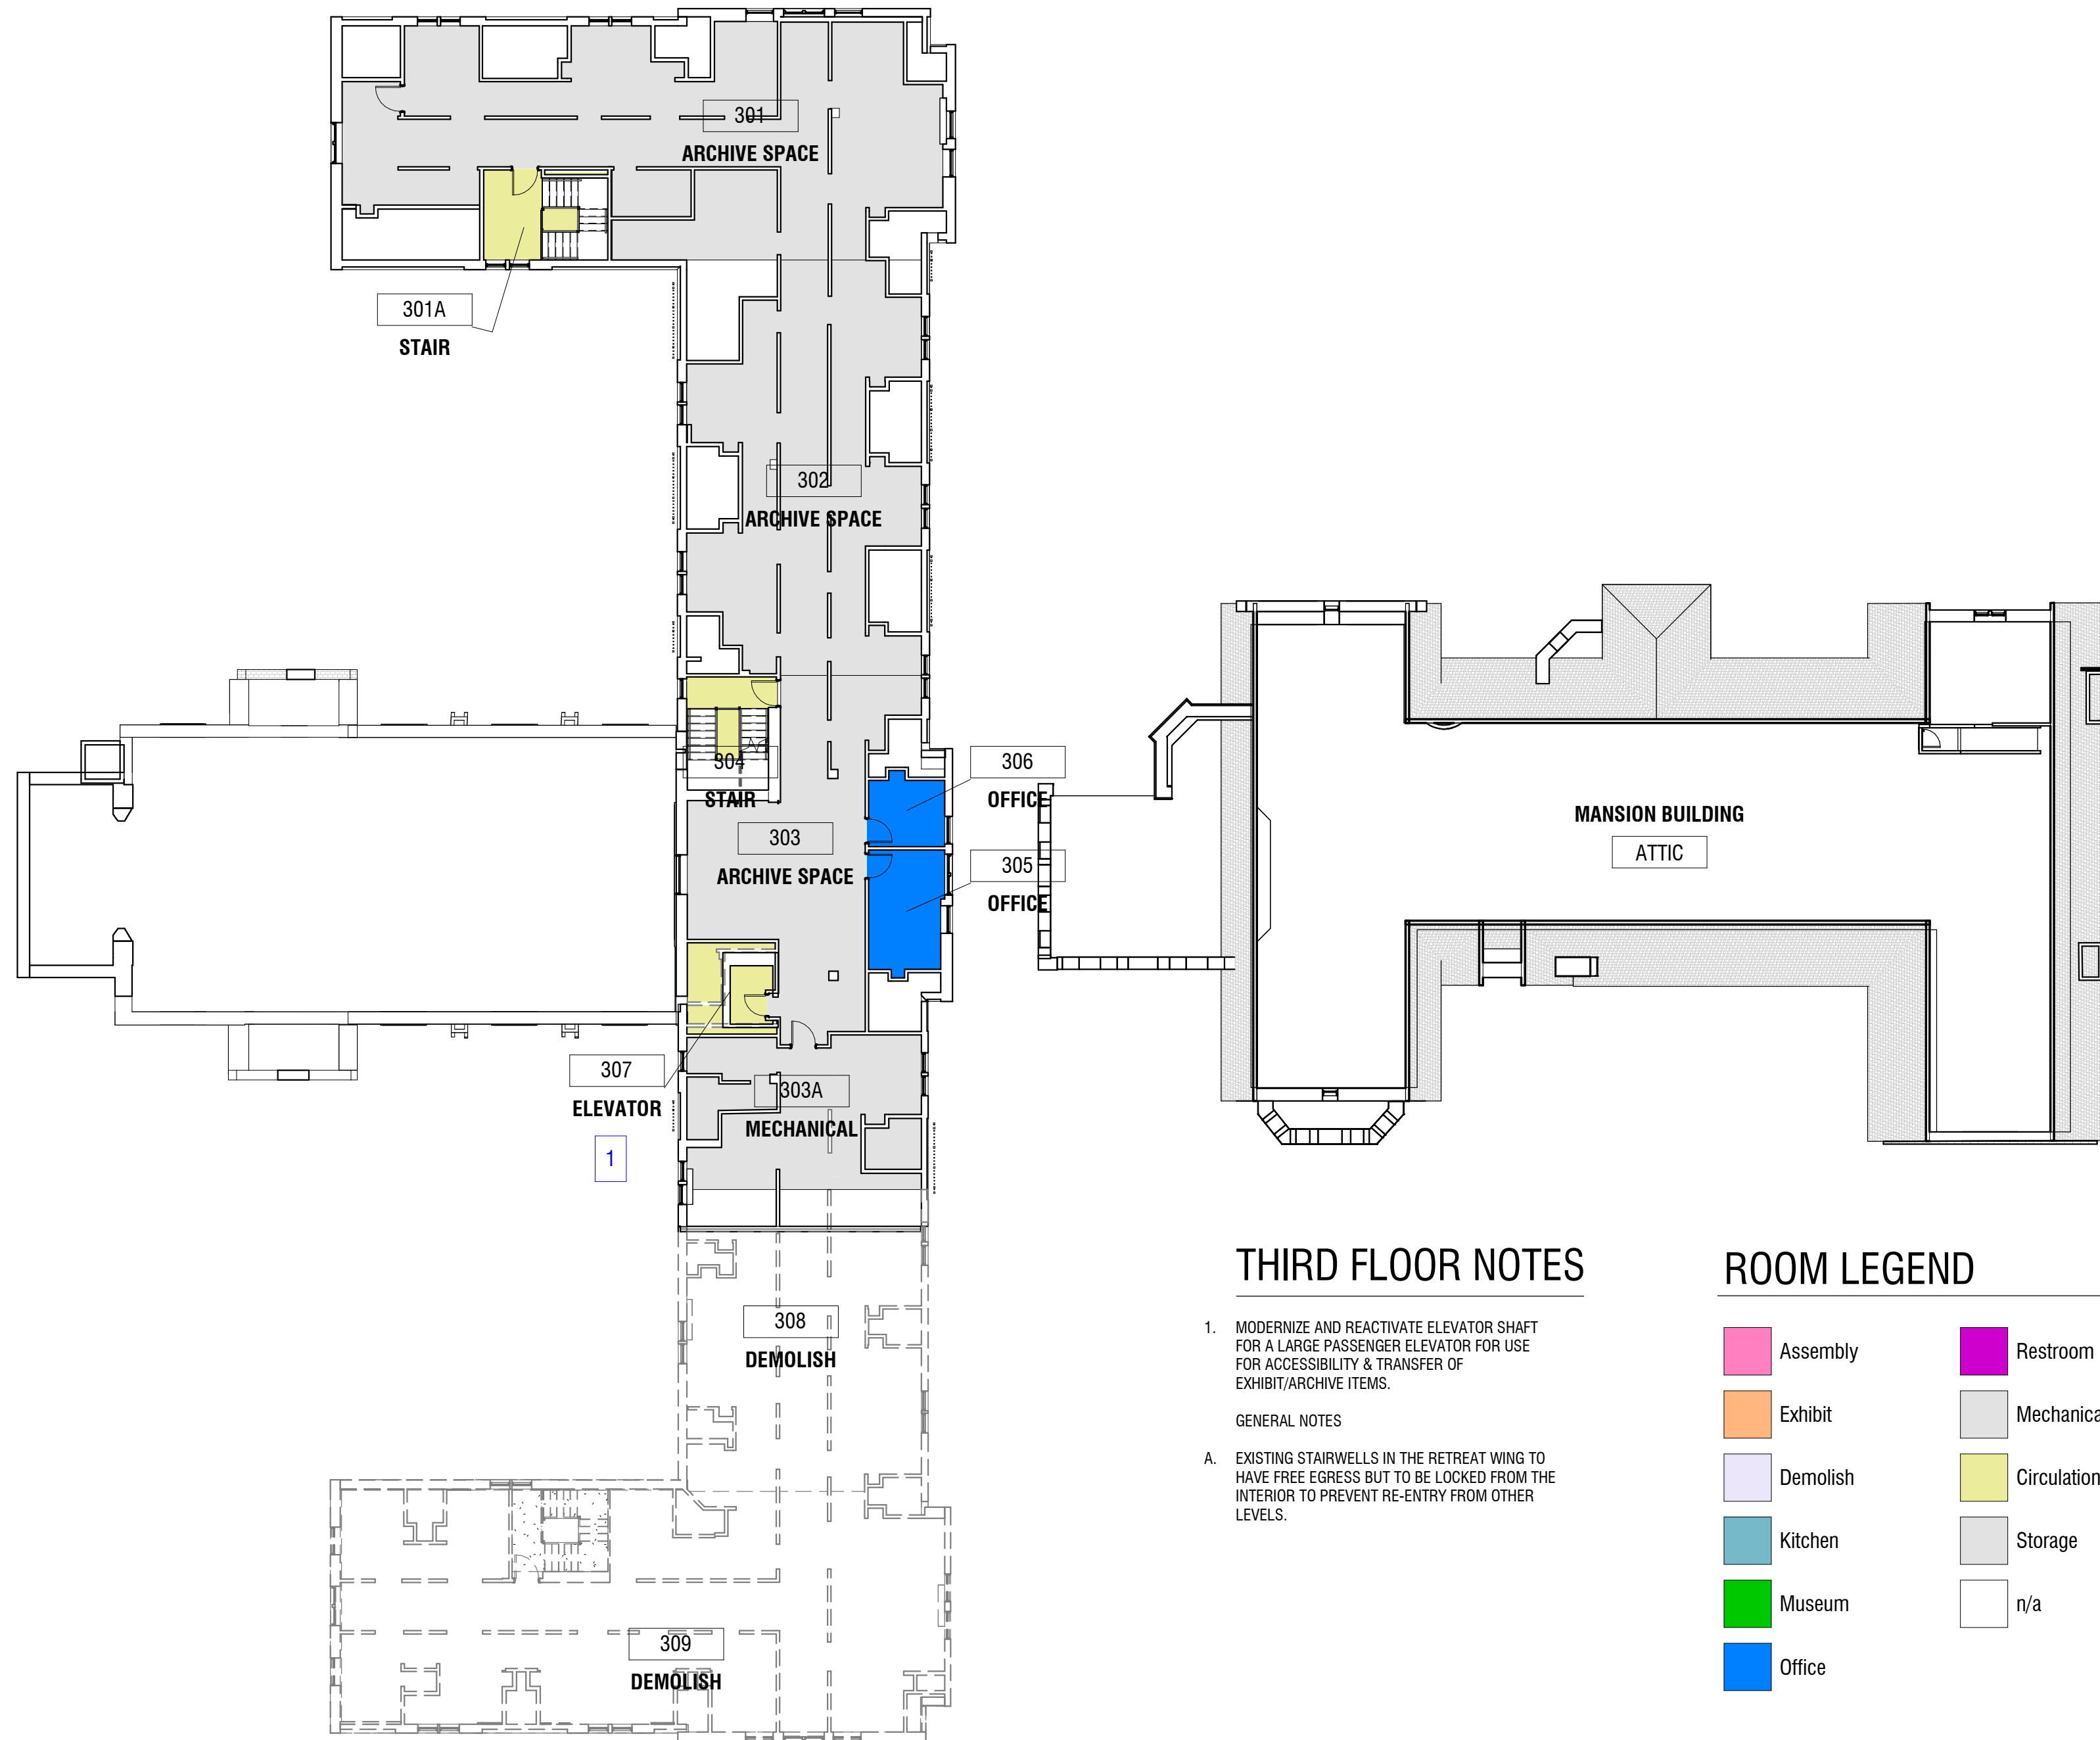 301
ARCHIVE SPACE
301A
STAIR
302
ARCHIVE SPACE
304
STAIR
306
OFFICE
303
ARCHIVE SPACE
305
OFFICE
MANSION BUILDING
ATTIC
307
ELEVATOR
1
303A
MECHANICAL
308
DEMOLISH
309
DEMOLISH
THIRD FLOOR NOTES
1. MODERNIZE AND REACTIVATE ELEVATOR SHAFT
FOR A LARGE PASSENGER ELEVATOR FOR USE
FOR ACCESSIBILITY & TRANSFER OF
EXHIBIT/ARCHIVE ITEMS.
GENERAL NOTES
A. EXISTING STAIRWELLS IN THE RETREAT WING TO
HAVE FREE EGRESS BUT TO BE LOCKED FROM THE
INTERIOR TO PREVENT RE-ENTRY FROM OTHER
LEVELS.
ROOM LEGEND
Assembly
Exhibit
Demolish
Kitchen
Museum
Office
Restroom
Mechanica
Circulation
Storage
n/a